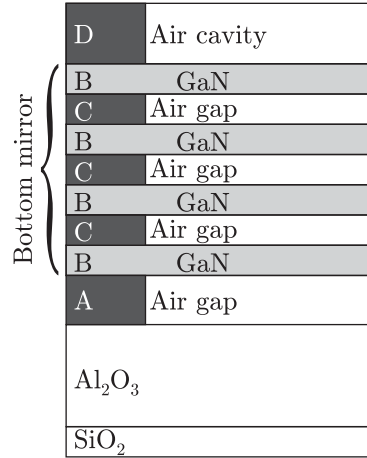 D Air cavity
B GaN
C Air gap
B GaN
C Air gap
B GaN
C Air gap
B GaN
A Air gap
Al₂O₃
SiO₂
Bottom mirror